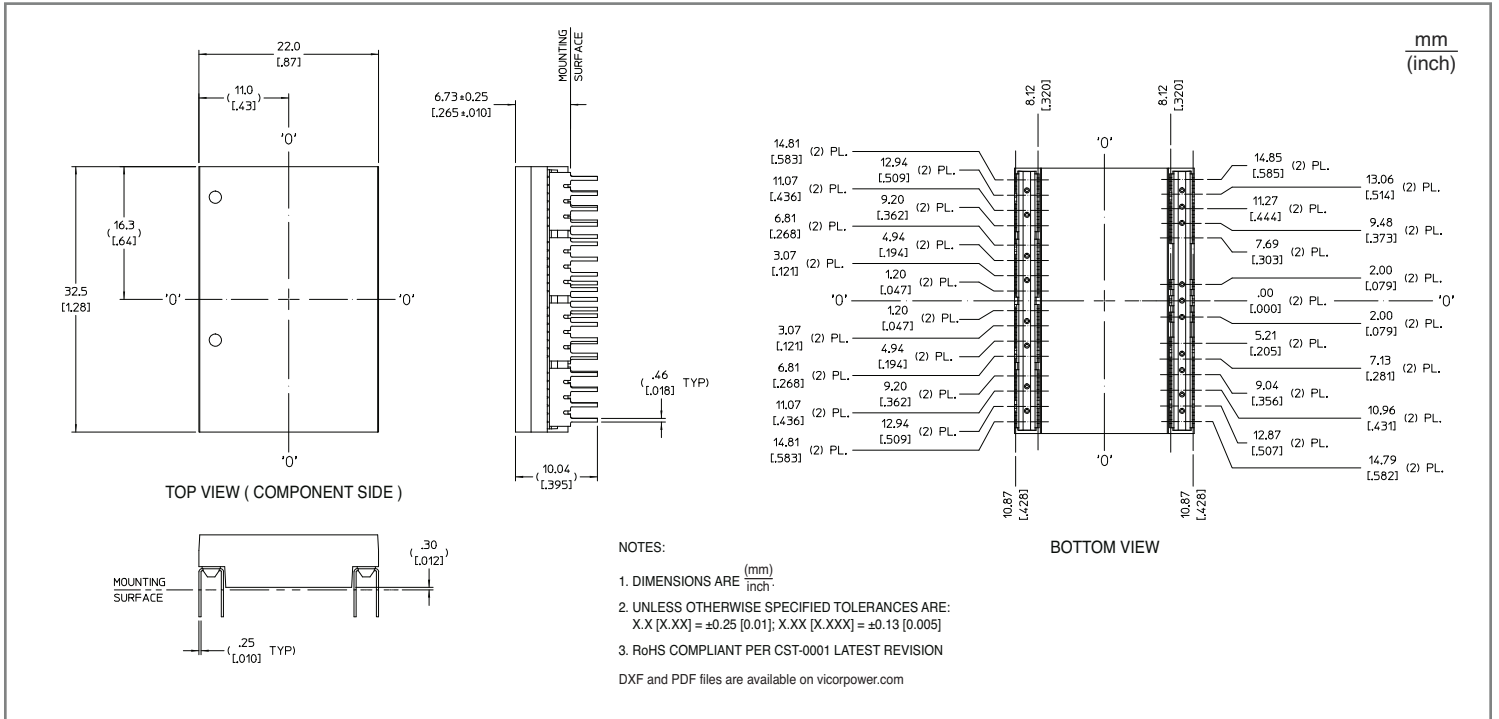 mm
(inch)
22.0
[.87]
11.0
(
[.43]
)
'0'
32.5
[1.28]
16.3
(
[.64]
)
'0'
'0'
'0'
TOP VIEW ( COMPONENT SIDE )
MOUNTING
SURFACE
6.73±0.25
[.265±.010]
.46
( TYP)
[.018]
10.04
( )
[.395]
8.12
[.320]
8.12
[.320]
'0'
14.81
[.583] (2) PL.
12.94
[.509] (2) PL.
11.07
[.436] (2) PL.
9.20
[.362] (2) PL.
6.81
[.268] (2) PL.
4.94
[.194] (2) PL.
3.07
[.121] (2) PL.
1.20
[.047] (2) PL.
'0'
1.20
[.047] (2) PL.
3.07
[.121] (2) PL.
4.94
[.194] (2) PL.
6.81
[.268] (2) PL.
9.20
[.362] (2) PL.
11.07
[.436] (2) PL.
12.94
[.509] (2) PL.
14.81
[.583] (2) PL.
14.85
[.585] (2) PL.
13.06
[.514] (2) PL.
11.27
[.444] (2) PL.
9.48
[.373] (2) PL.
7.69
[.303] (2) PL.
2.00
[.079] (2) PL.
.00
[.000] (2) PL.
'0'
2.00
[.079] (2) PL.
5.21
[.205] (2) PL.
7.13
[.281] (2) PL.
9.04
[.356] (2) PL.
10.96
[.431] (2) PL.
12.87
[.507] (2) PL.
14.79
[.582] (2) PL.
'0'
10.87
[.428]
10.87
[.428]
BOTTOM VIEW
.30
( )
[.012]
MOUNTING
SURFACE
.25
( TYP)
[.010]
NOTES:
1. DIMENSIONS ARE (mm)
inch.
2. UNLESS OTHERWISE SPECIFIED TOLERANCES ARE:
X.X [X.XX] = ±0.25 [0.01]; X.XX [X.XXX] = ±0.13 [0.005]
3. RoHS COMPLIANT PER CST-0001 LATEST REVISION
DXF and PDF files are available on vicorpower.com